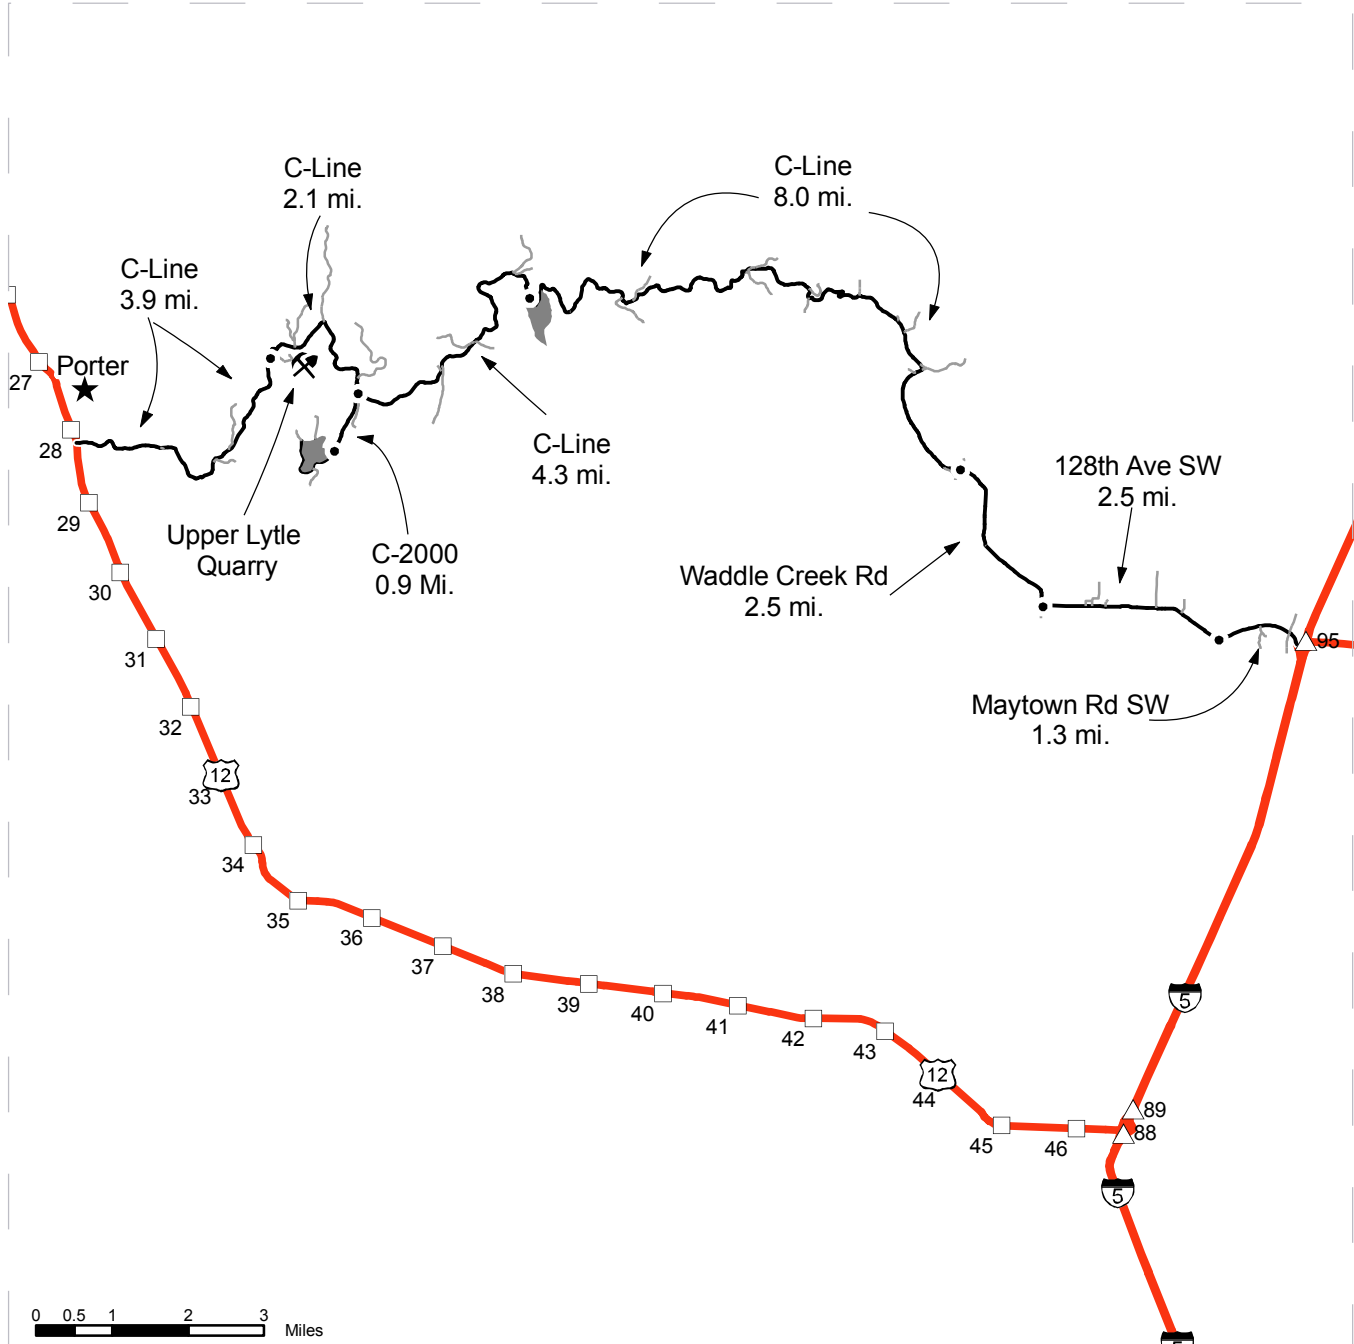 C-Line
2.1 mi.
C-Line
8.0 mi.
C-Line
3.9 mi.
Porter
27
28
C-Line
4.3 mi.
128th Ave SW
2.5 mi.
29
Upper Lytle
Quarry
C-2000
0.9 Mi.
Waddle Creek Rd
2.5 mi.
30
31
95
32
Maytown Rd SW
1.3 mi.
12
33
34
35
36
37
38
39
40
41
42
43
5
12
44
45
46
89
88
5
0 0.5 1 2 3
Miles
5